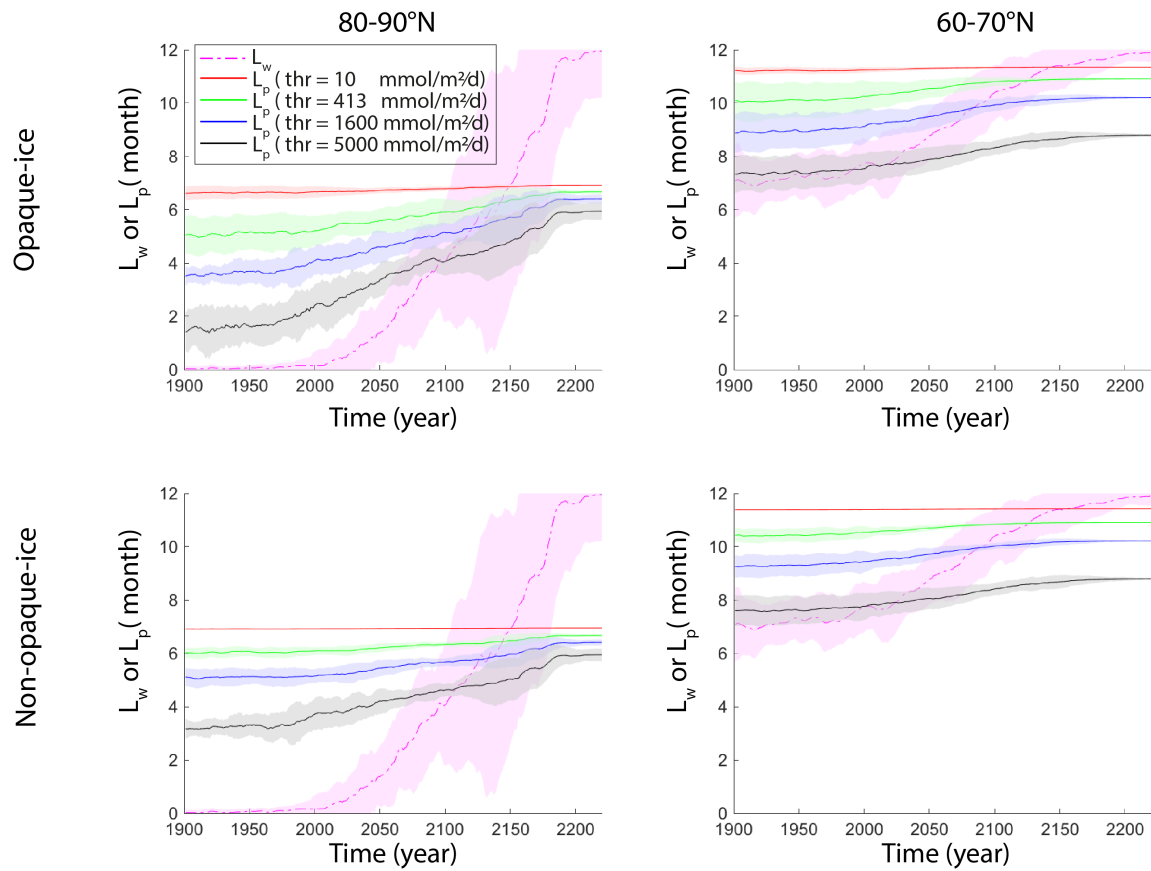 80-90°N
60-70°N
Opaque-ice
L_w or L_p( month)
12
10
8
6
4
2
0
L_w
L_p ( thr = 10 mmol/m²/d)
L_p ( thr = 413 mmol/m²/d)
L_p ( thr = 1600 mmol/m²/d)
L_p ( thr = 5000 mmol/m²/d)
1900 1950 2000 2050 2100 2150 2200
Time (year)
L_w or L_p( month)
12
10
8
6
4
2
0
1900 1950 2000 2050 2100 2150 2200
Time (year)
Non-opaque-ice
L_w or L_p( month)
12
10
8
6
4
2
0
1900 1950 2000 2050 2100 2150 2200
Time (year)
L_w or L_p( month)
12
10
8
6
4
2
0
1900 1950 2000 2050 2100 2150 2200
Time (year)